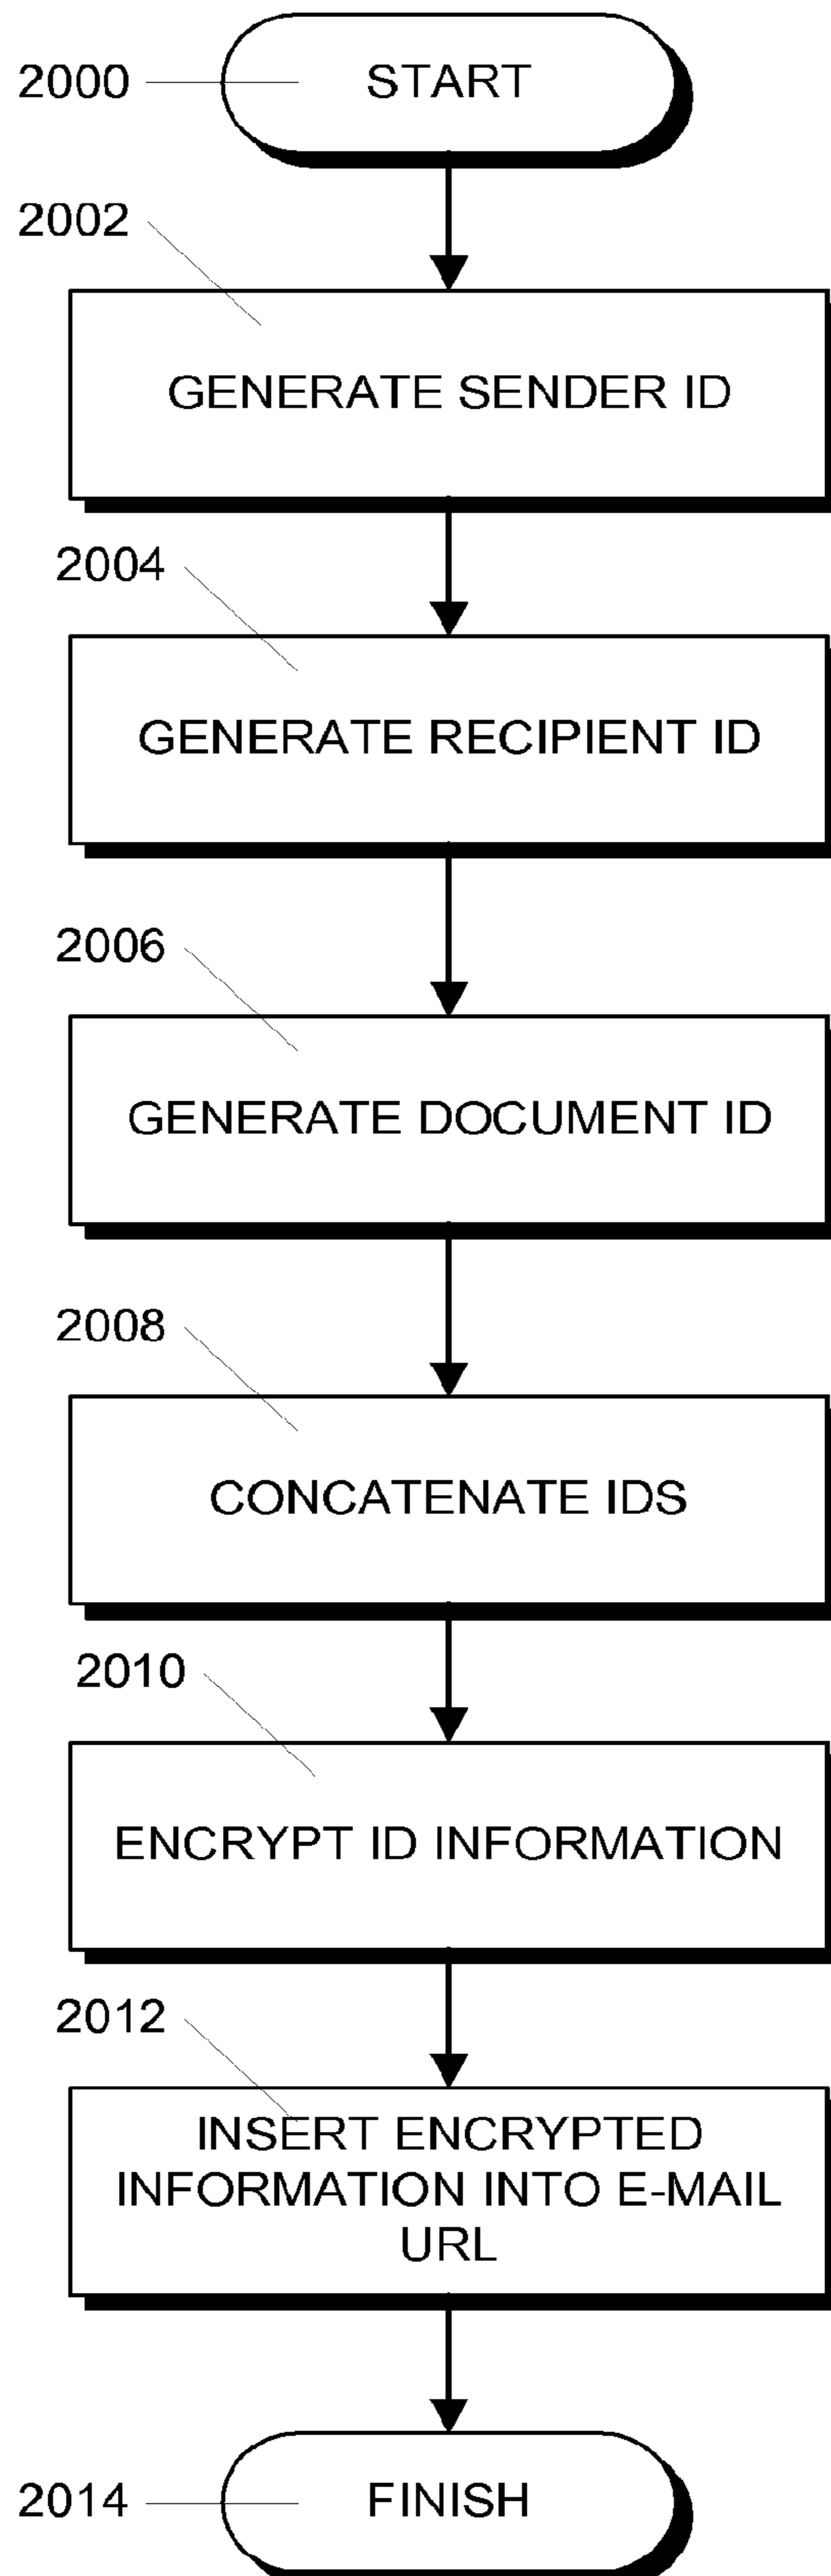 2000
START
2002
GENERATE SENDER ID
2004
GENERATE RECIPIENT ID
2006
GENERATE DOCUMENT ID
2008
CONCATENATE IDS
2010
ENCRYPT ID INFORMATION
2012
INSERT ENCRYPTED
INFORMATION INTO E-MAIL
URL
2014
FINISH